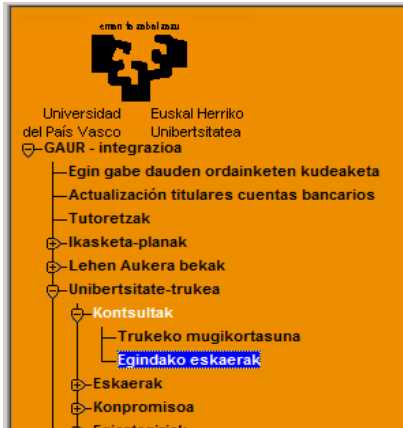 eman ta zabal zazu
Universidad Euskal Herriko
del País Vasco Unibertsitatea
GAUR - integrazioa
Egin gabe dauden ordainketen kudeaketa
Actualización titulares cuentas bancarios
Tutoretzak
Ikasketa-planak
Lehen Aukera bekak
Unibertsitate-trukea
Kontsultak
Trukeko mugikortasuna
Egindako eskaerak
Eskaerak
Konpromisoa